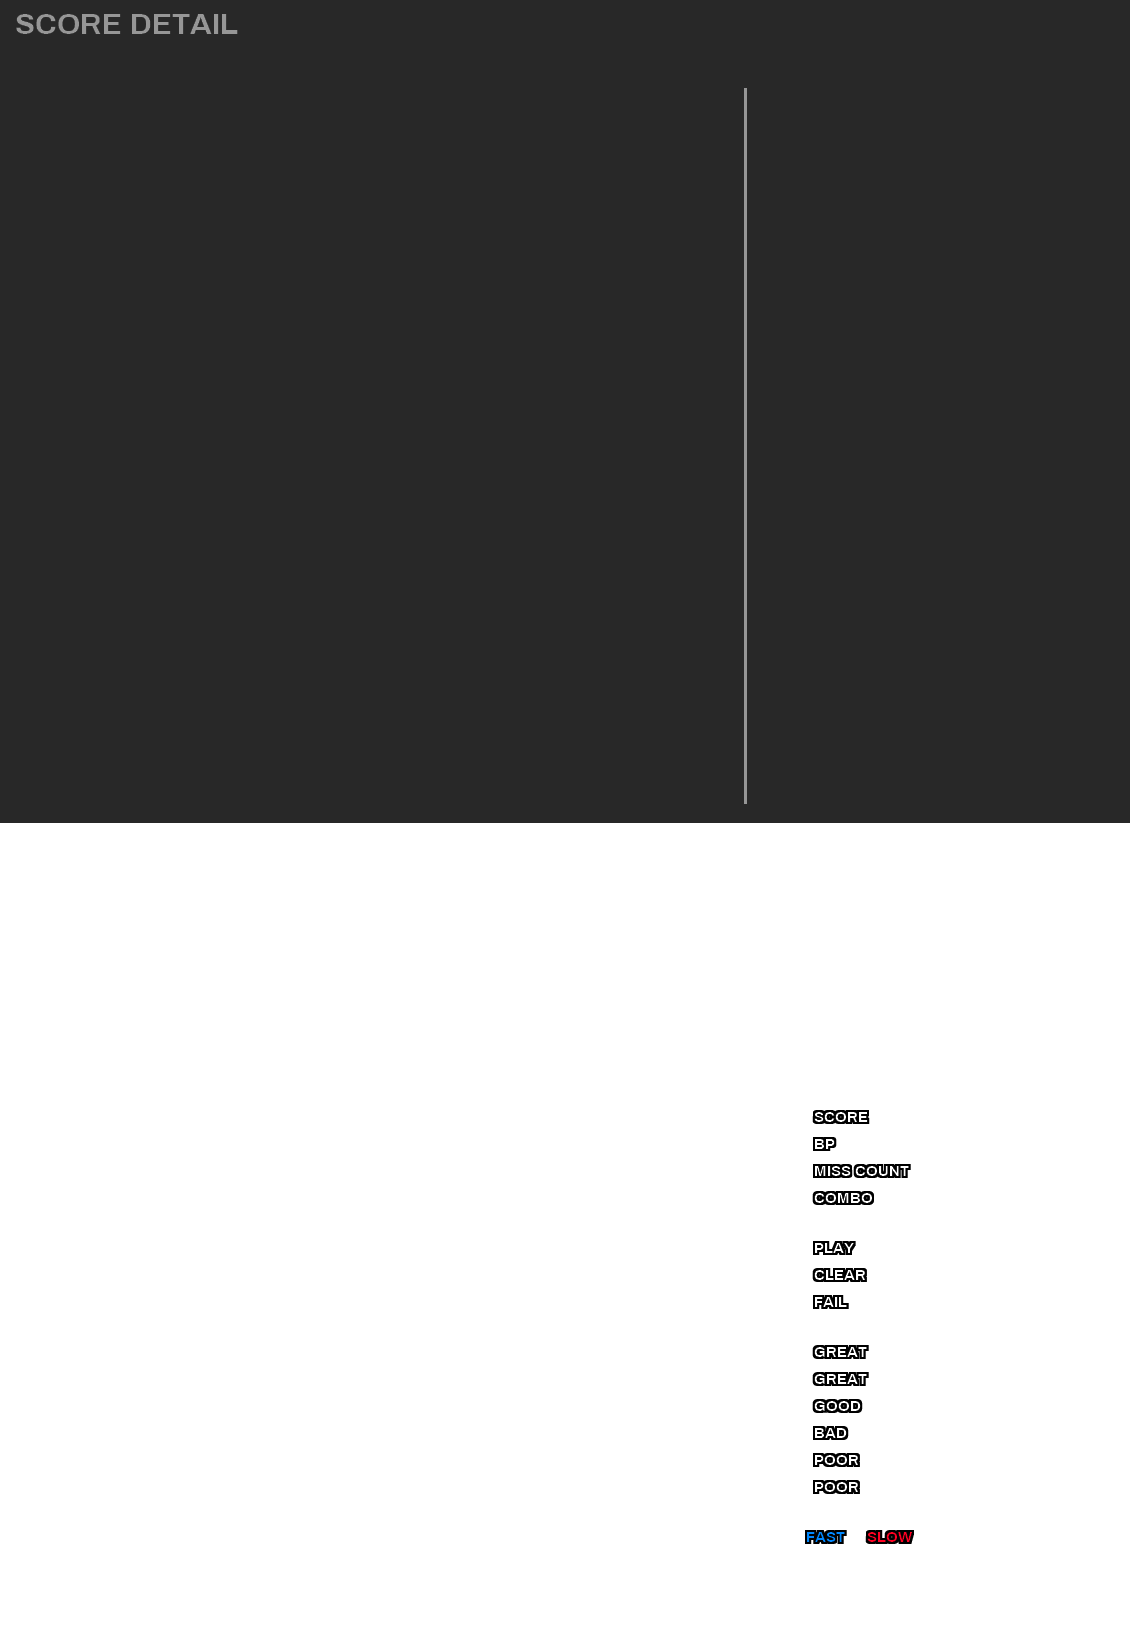 SCORE DETAIL
SCORE
BP
MISS COUNT
COMBO
PLAY
CLEAR
FAIL
GREAT
GREAT
GOOD
BAD
POOR
POOR
FAST SLOW